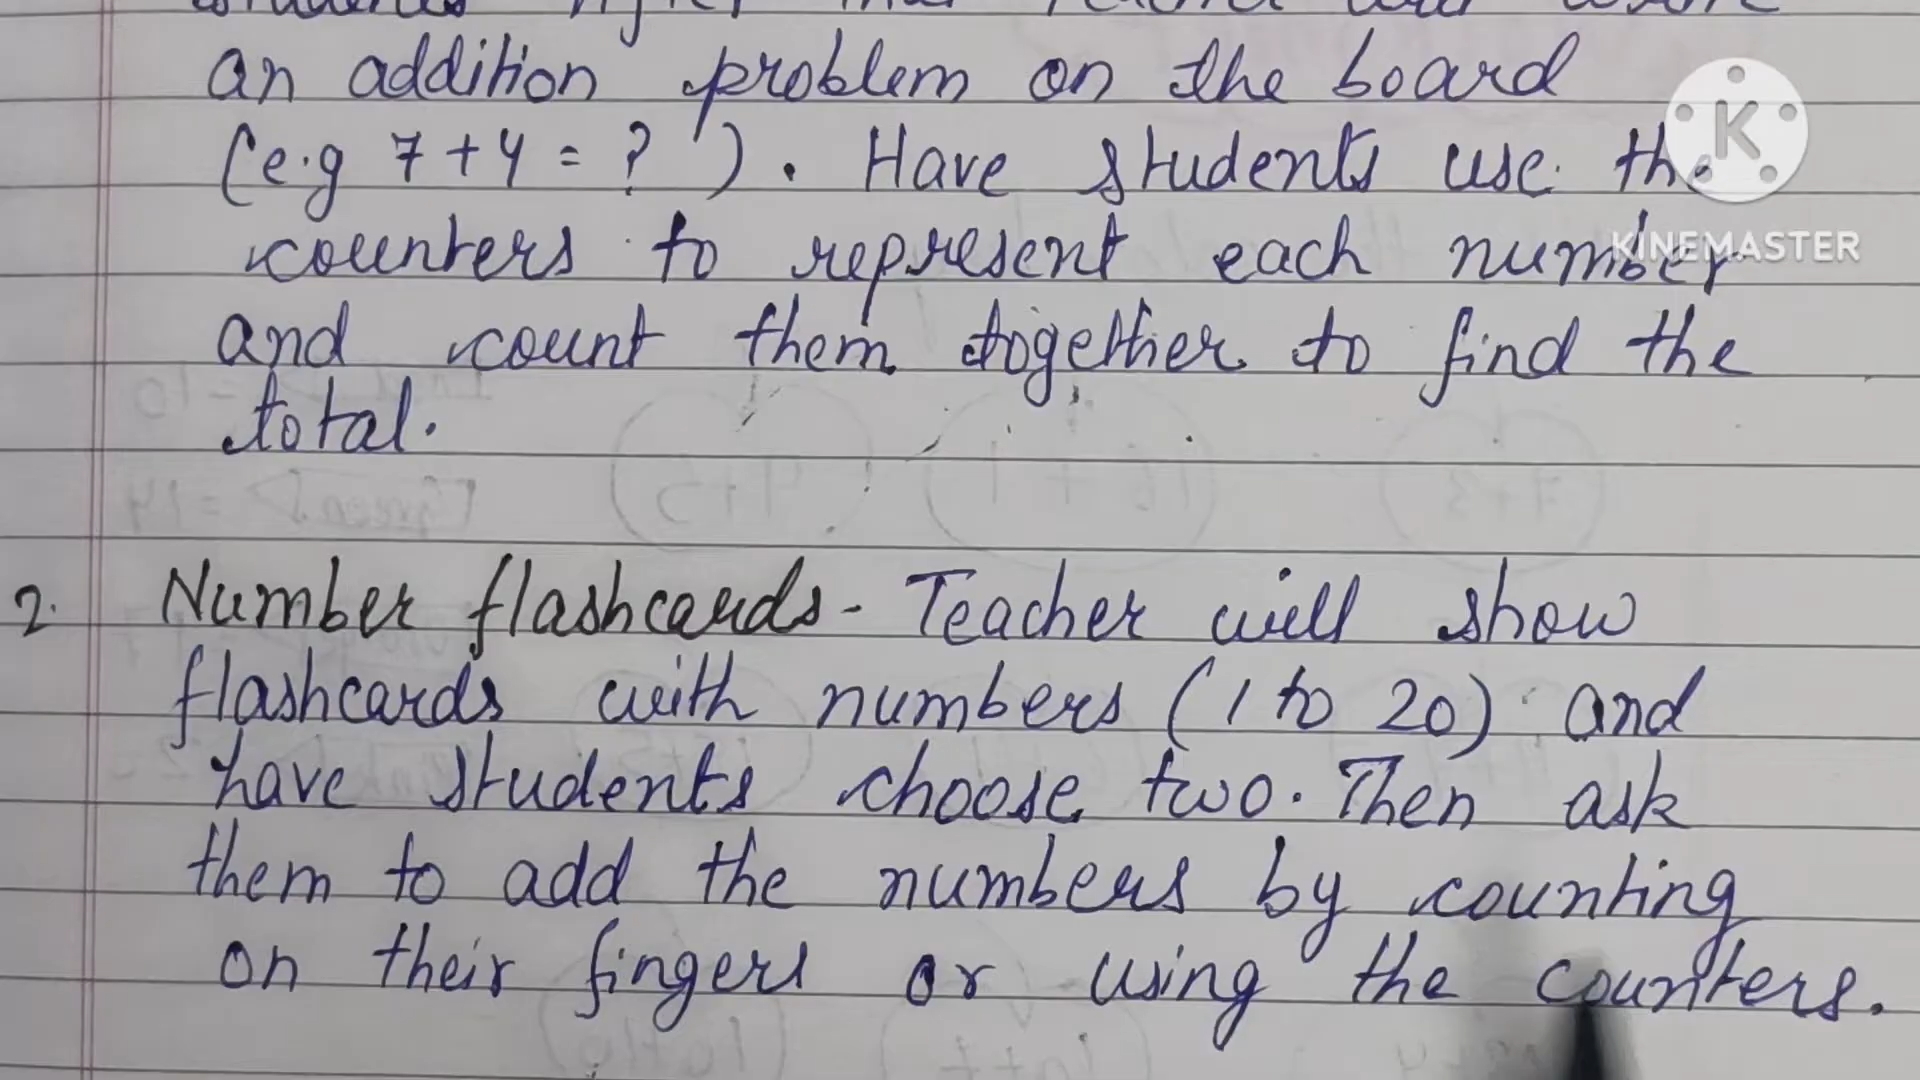 an addition problem on the board
(e.g 7+4 = ?). Have students use the
counters to represent each number
and count them together to find the
total.
2. Number flashcards - Teacher will show
flashcards with numbers (1 to 20) and
have students choose two. Then ask
them to add the numbers by counting
on their fingers or using the counters.
K
KINEMASTER